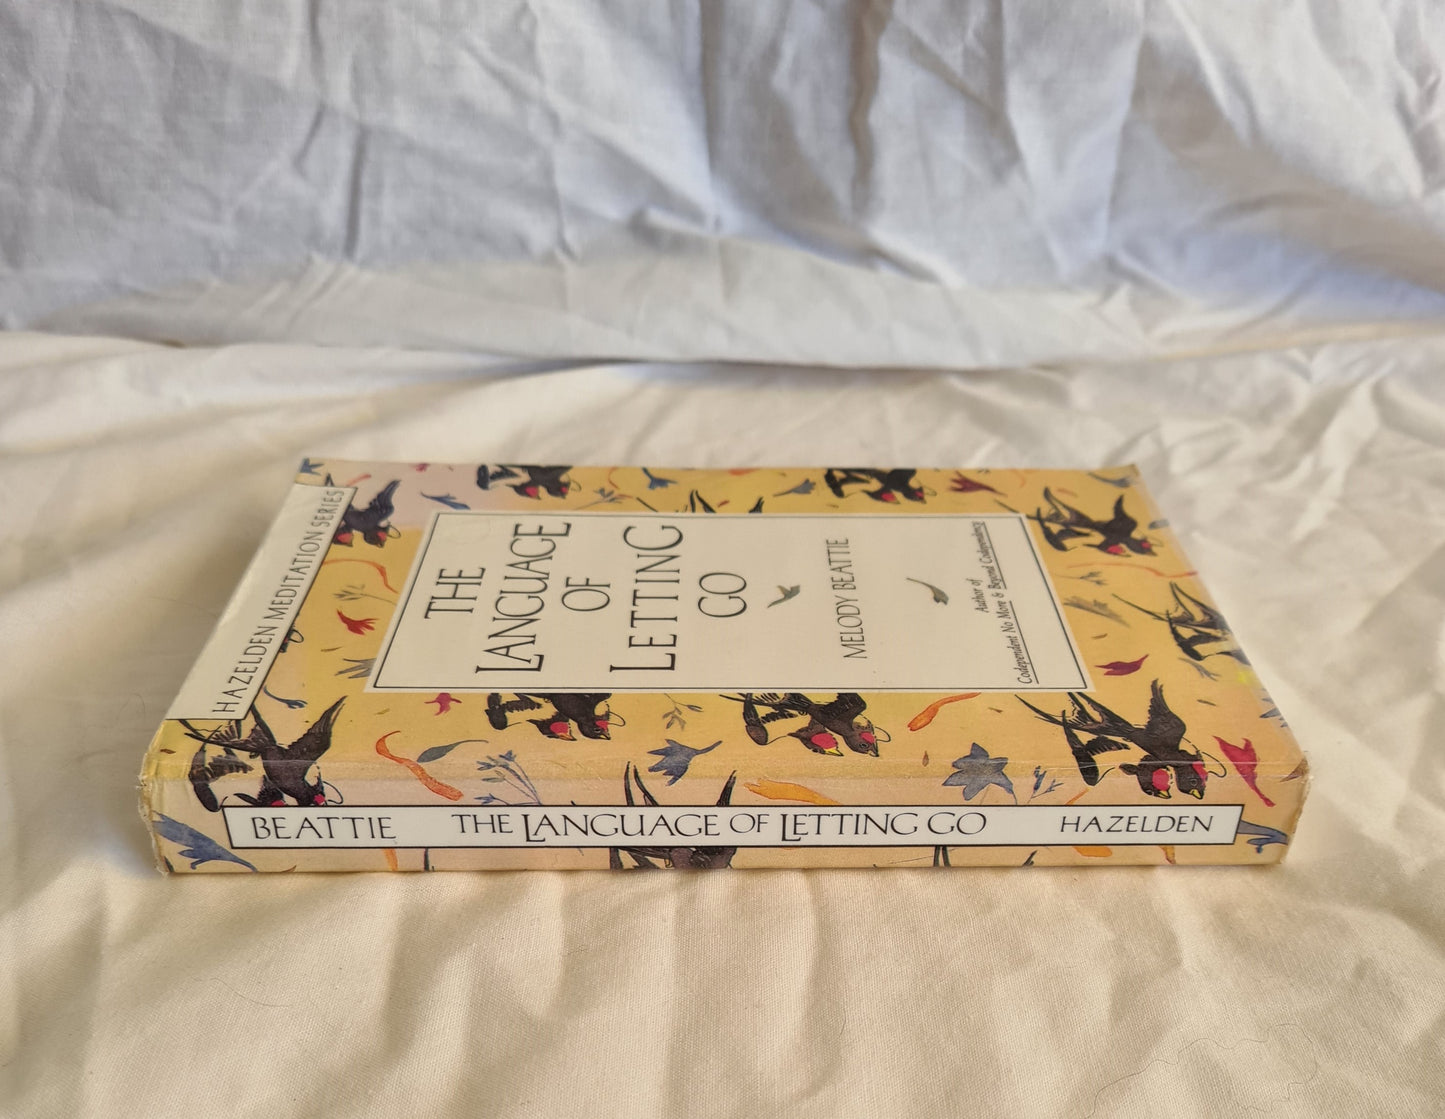 HAZELDEN MEDITATION SERIES
THE
LANGUAGE
OF
LETTING
GO
MELODY BEATTIE
Author of
Codependent No More & Beyond Codependency
BEATTIE THE LANGUAGE OF LETTING GO HAZELDEN